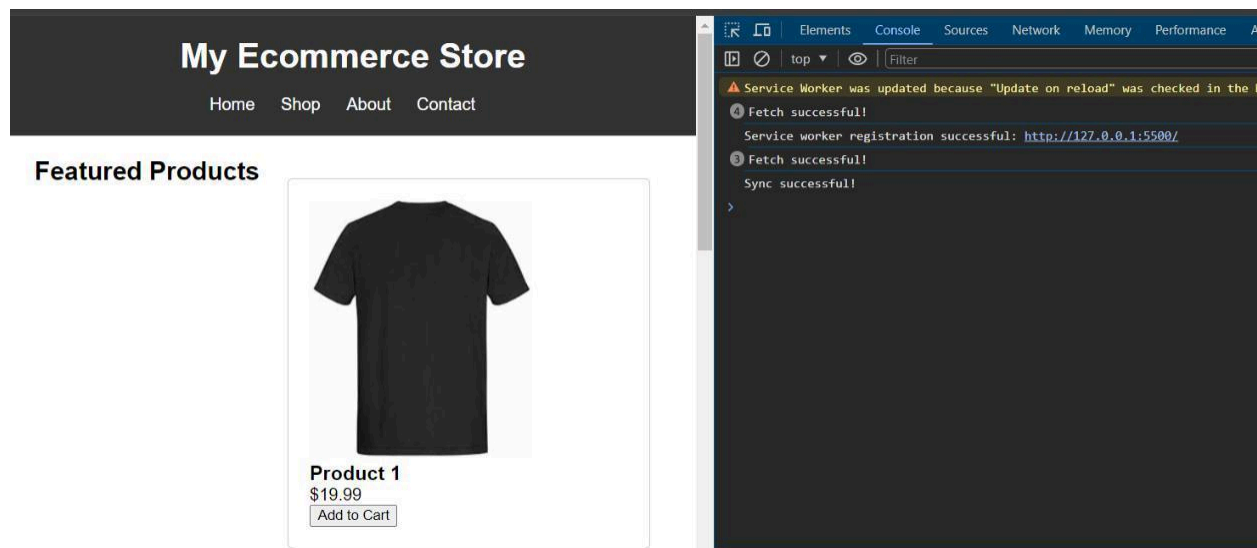 My Ecommerce Store
Home Shop About Contact
Featured Products
Product 1
$19.99
Add to Cart
Elements Console Sources Network Memory Performance
top Filter
Service Worker was updated because "Update on reload" was checked in the
4 Fetch successful!
Service worker registration successful: http://127.0.0.1:5500/
3 Fetch successful!
Sync successful!